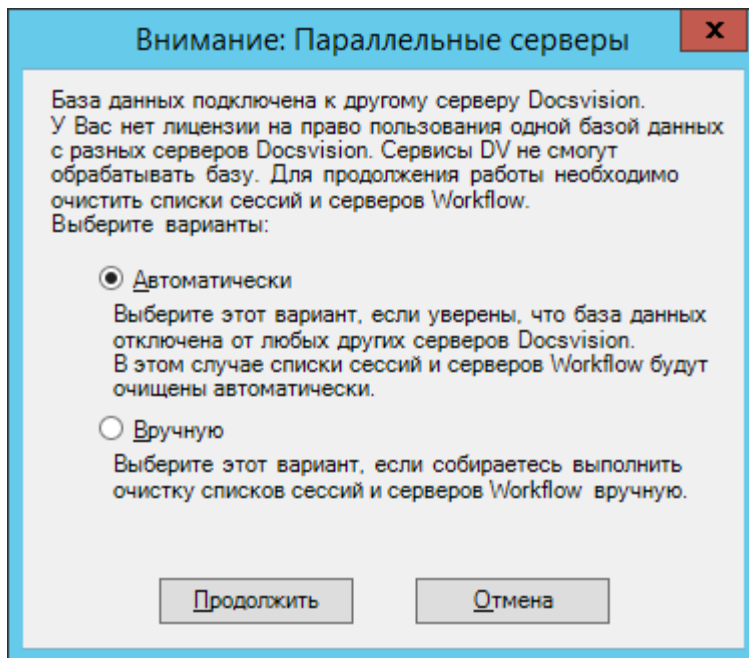 Внимание: Параллельные серверы
x
База данных подключена к другому серверу Docsvision.
У Вас нет лицензии на право пользования одной базой данных
с разных серверов Docsvision. Сервисы DV не смогут
обрабатывать базу. Для продолжения работы необходимо
очистить списки сессий и серверов Workflow.
Выберите варианты:
Автоматически
Выберите этот вариант, если уверены, что база данных
отключена от любых других серверов Docsvision.
В этом случае списки сессий и серверов Workflow будут
очищены автоматически.
Вручную
Выберите этот вариант, если собираетесь выполнить
очистку списков сессий и серверов Workflow вручную.
Продолжить
Отмена